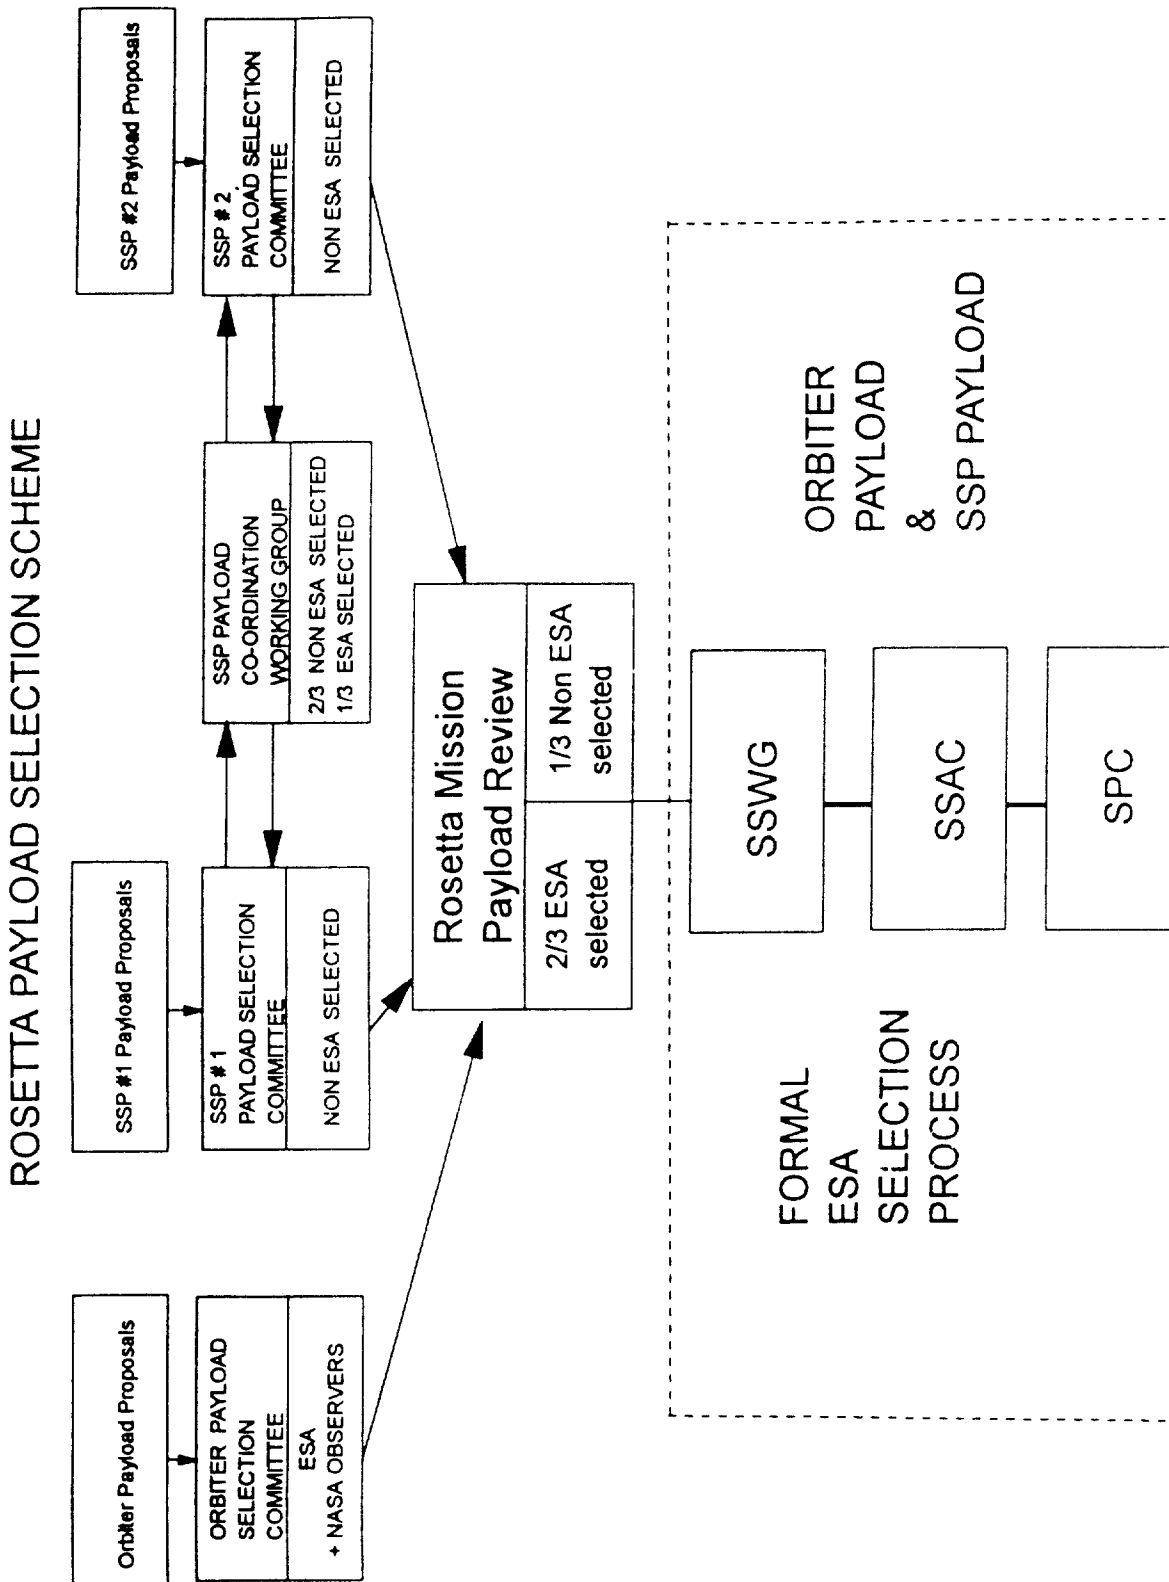 ROSETTA PAYLOAD SELECTION SCHEME
Orbiter Payload Proposals
ORBITER PAYLOAD
SELECTION
COMMITTEE
ESA
+ NASA OBSERVERS
SSP #1 Payload Proposals
SSP # 1
PAYLOAD SELECTION
COMMITTEE
NON ESA SELECTED
SSP PAYLOAD
CO-ORDINATION
WORKING GROUP
2/3 NON ESA SELECTED
1/3 ESA SELECTED
SSP #2 Payload Proposals
SSP # 2
PAYLOAD SELECTION
COMMITTEE
NON ESA SELECTED
Rosetta Mission
Payload Review
2/3 ESA
selected
1/3 Non ESA
selected
FORMAL
ESA
SELECTION
PROCESS
SSWG
SSAC
SPC
ORBITER
PAYLOAD
&
SSP PAYLOAD